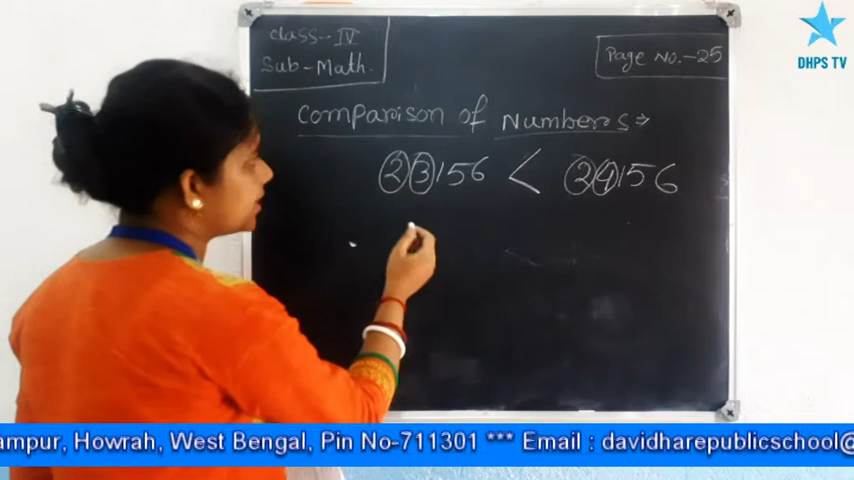 class-IV
Sub-Math.
Page No.-25
DHPS TV
Comparison of Numbers⇒
23156 < 24156
ampur, Howrah, West Bengal, Pin No-711301 *** Email : davidharepublicschool@